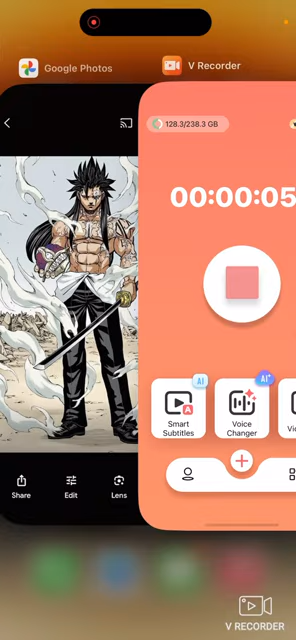 Google Photos
V Recorder
128.3/238.3 GB
00:00:05
AI
AI+
Smart
Subtitles
Voice
Changer
Share
Edit
Lens
V RECORDER